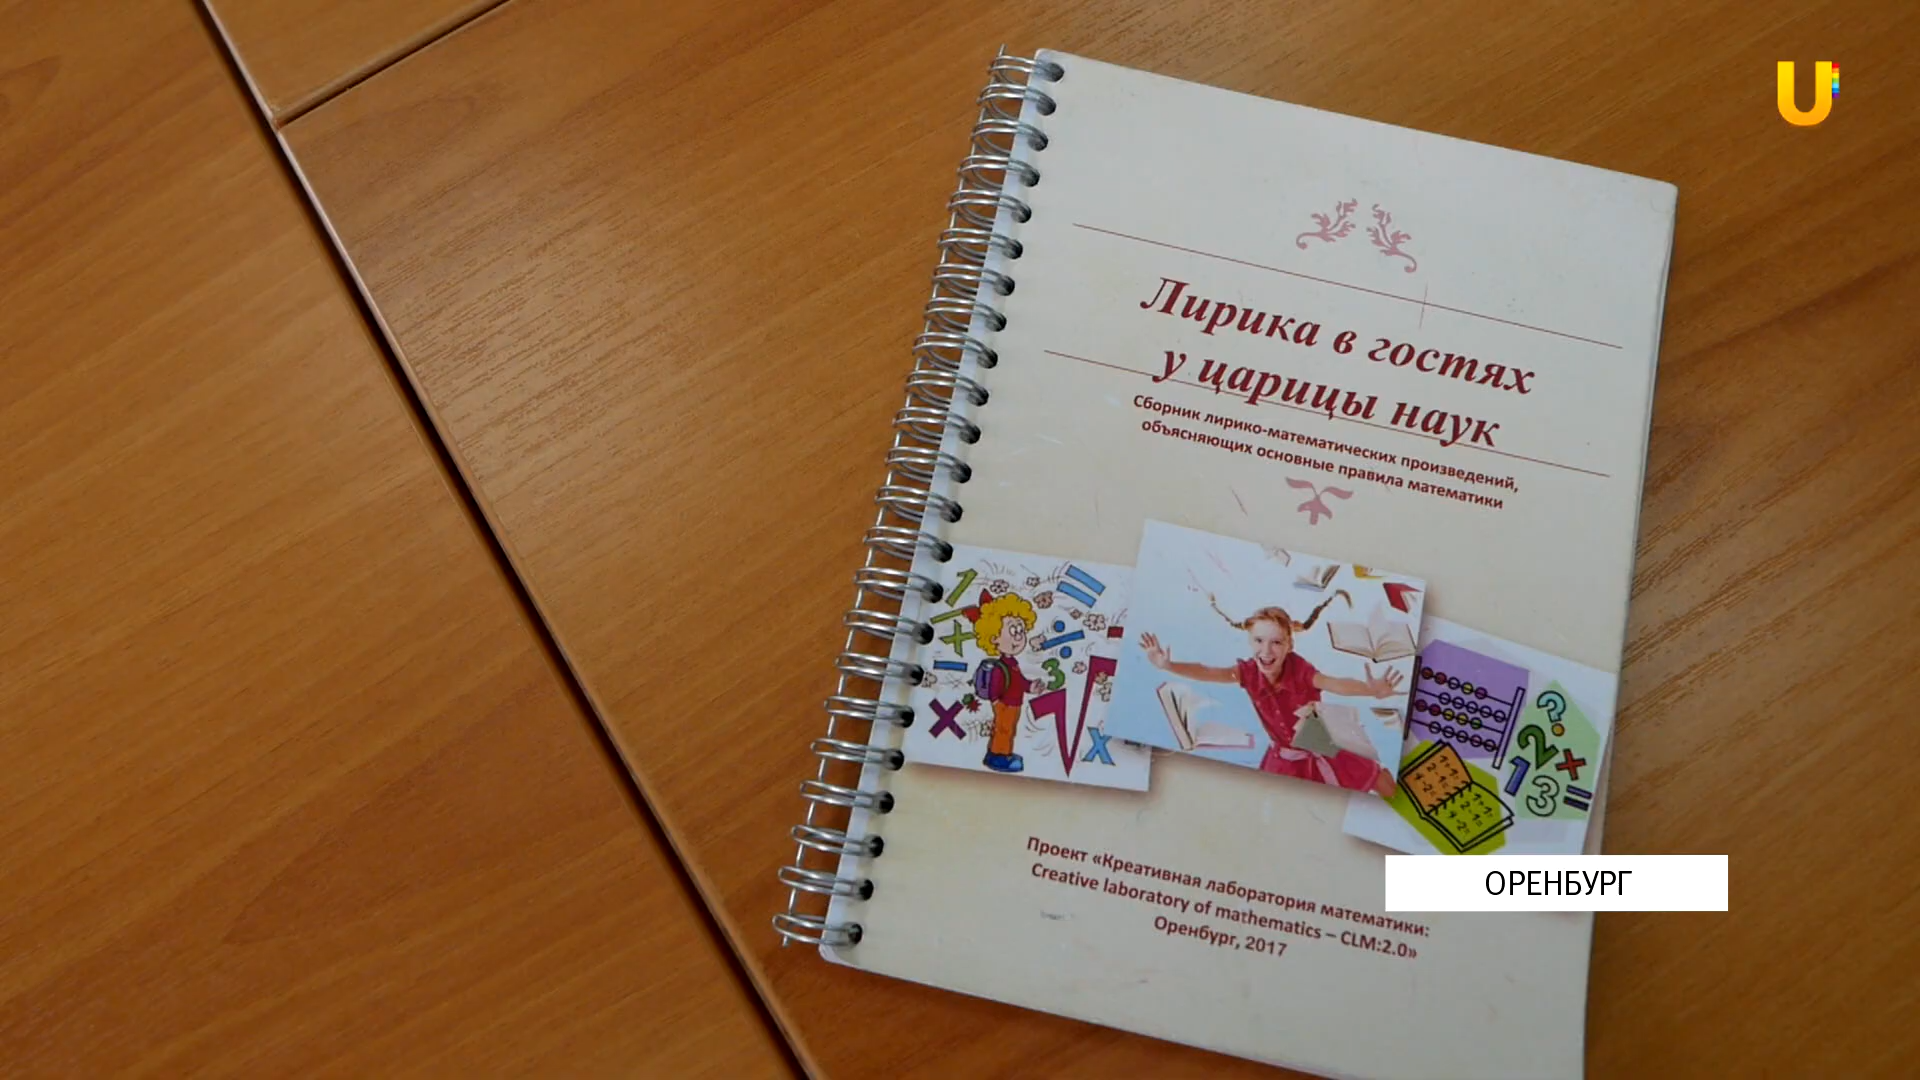 U
Лирика в гостях
у царицы наук
Сборник лирико-математических произведений,
объясняющих основные правила математики
Проект «Креативная лаборатория математики:
Creative laboratory of mathematics – CLM:2.0»
Оренбург, 2017
ОРЕНБУРГ